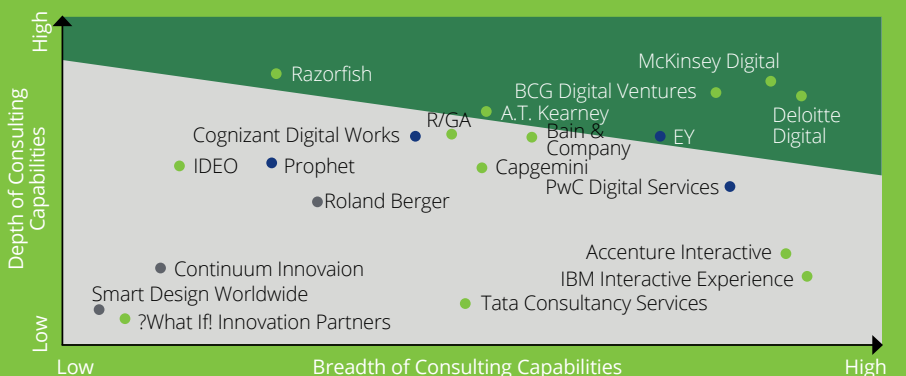 High
McKinsey Digital
Razorfish
BCG Digital Ventures
A.T. Kearney
Deloitte
Digital
R/GA
Cognizant Digital Works
Bain &
Company
EY
IDEO
Prophet
Capgemini
PwC Digital Services
Roland Berger
Depth of Consulting
Capabilities
Accenture Interactive
Continuum Innovaion
IBM Interactive Experience
Smart Design Worldwide
Tata Consultancy Services
?What If! Innovation Partners
Low
Low
Breadth of Consulting Capabilities
High